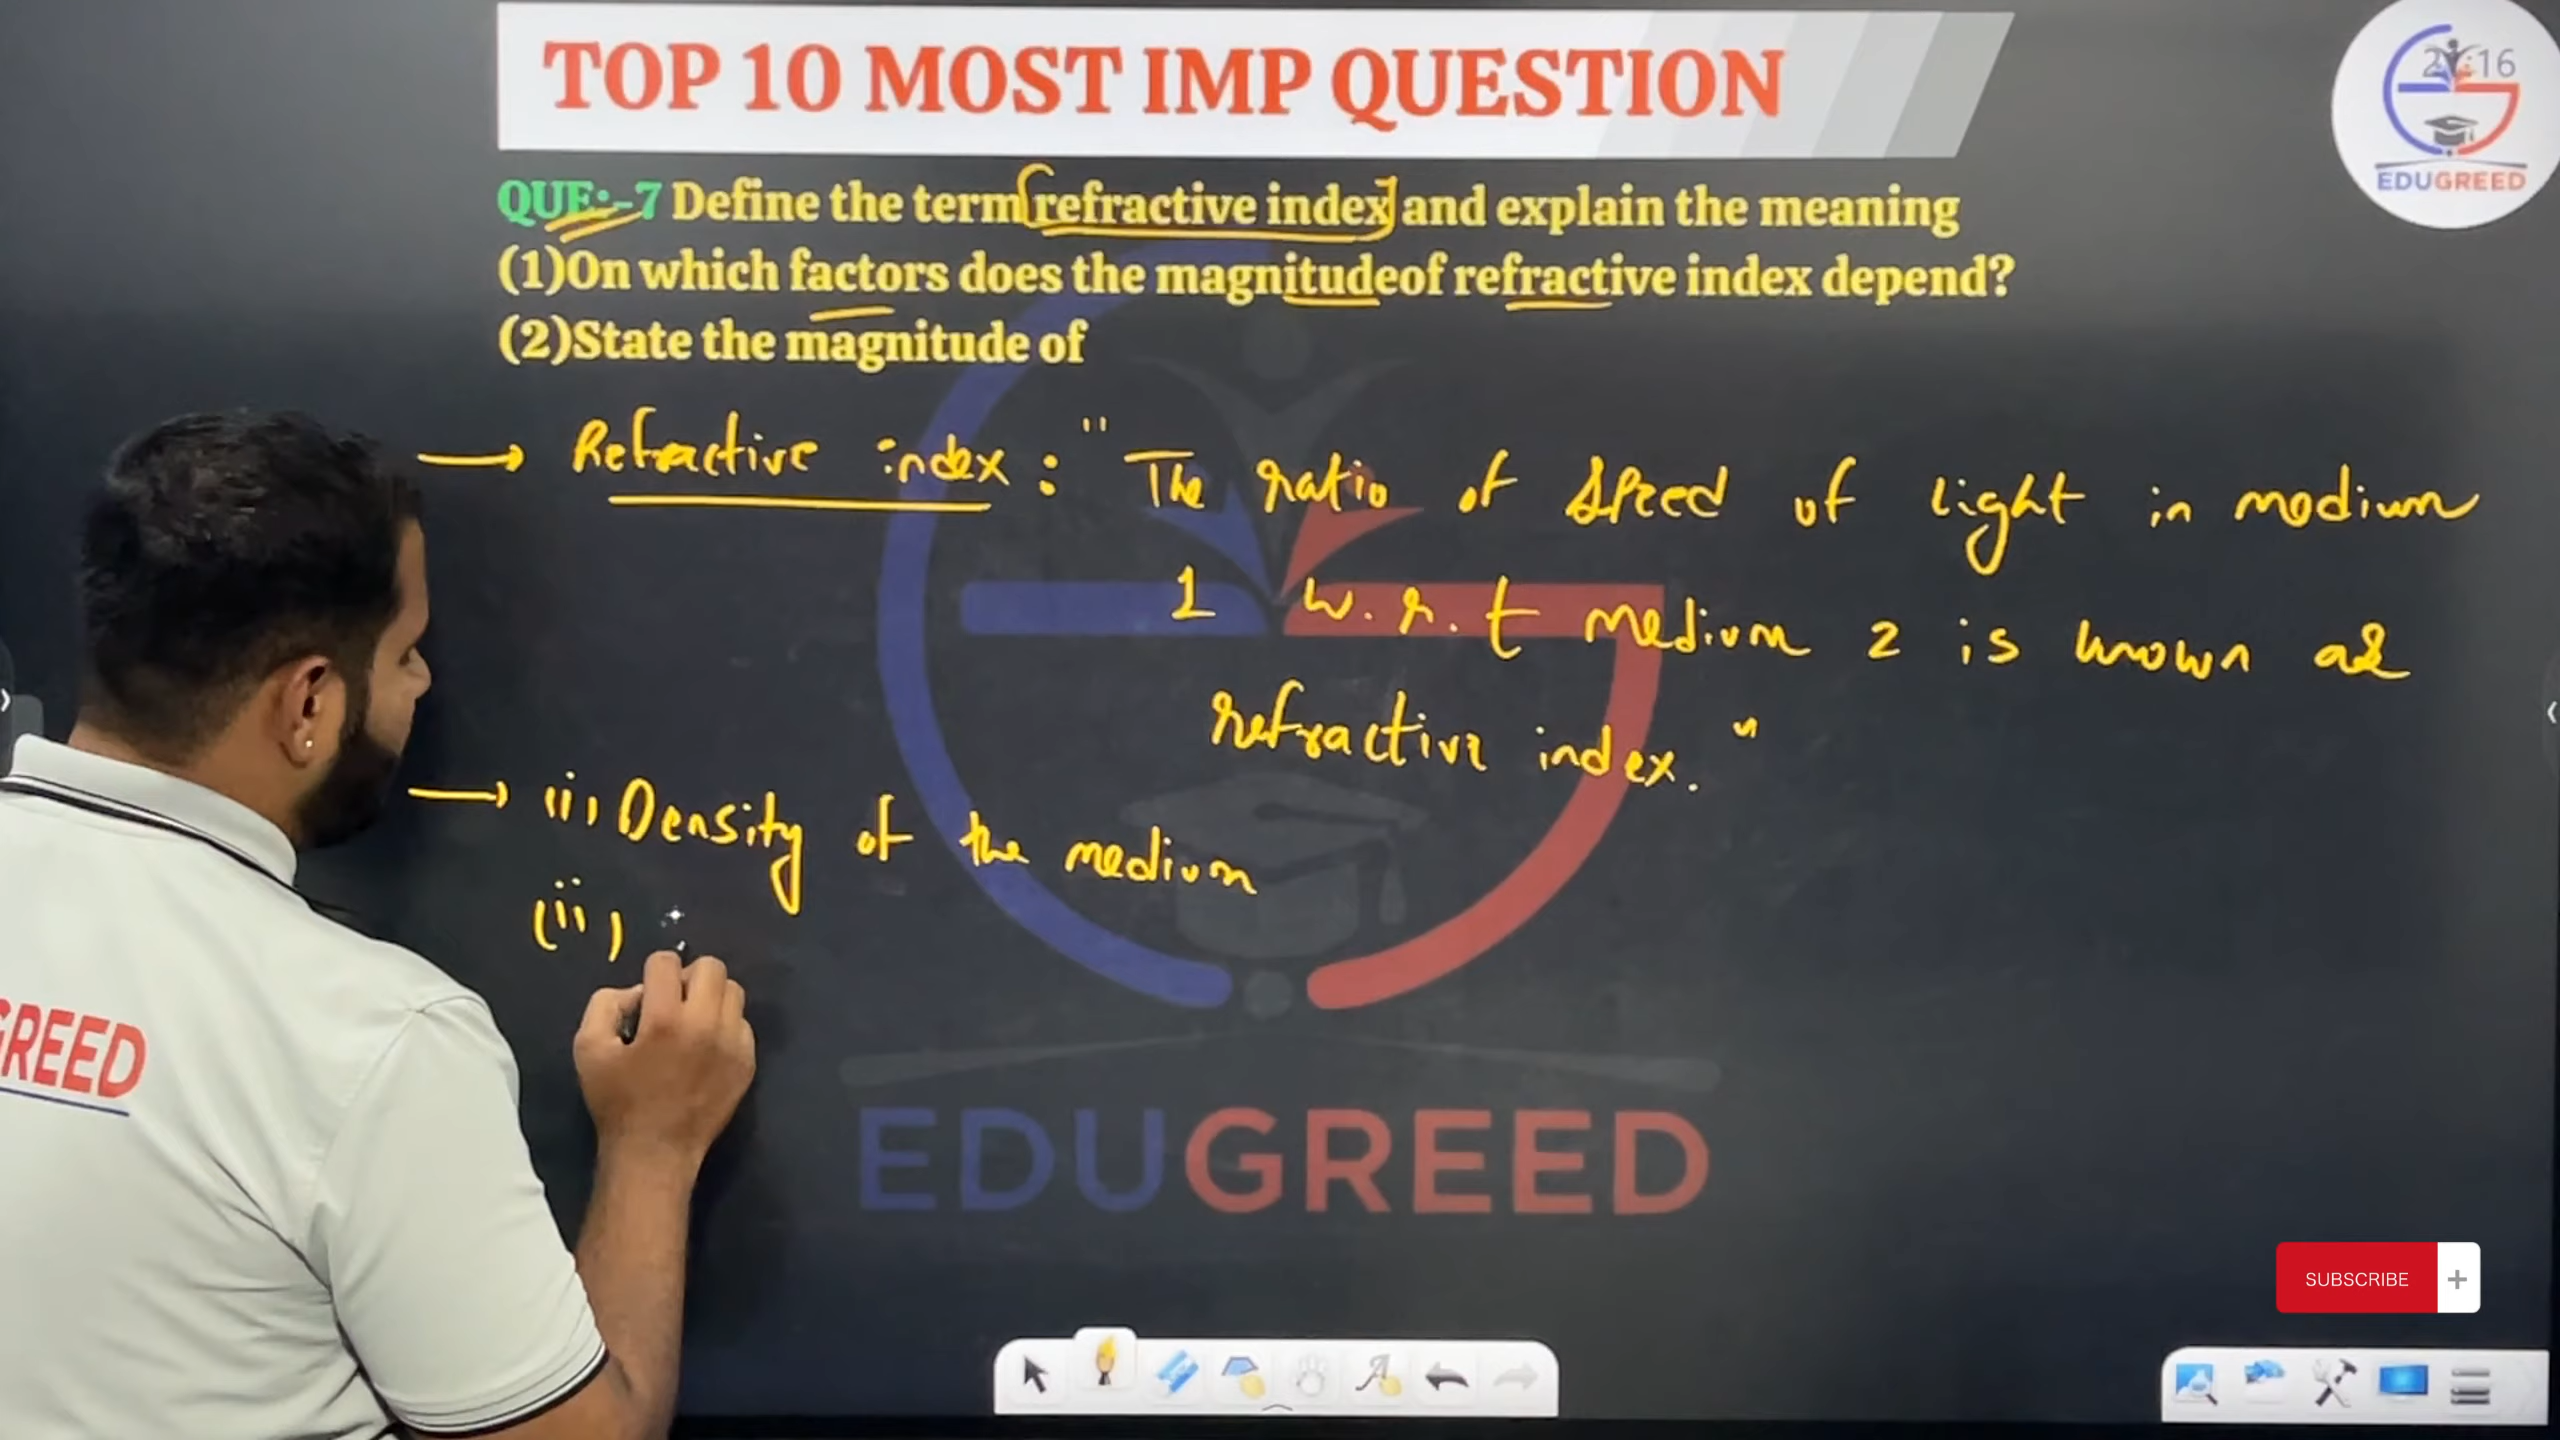 TOP 10 MOST IMP QUESTION
2 :16
EDUGREED
QUE:-7 Define the term refractive index and explain the meaning
(1)On which factors does the magnitudeof refractive index depend?
(2)State the magnitude of
→ Refractive index : " The ratio of speed of light in medium
1 w.r.t medium 2 is known as
refractive index. "
→ (i) Density of the medium
(ii)
GREED
EDUGREED
SUBSCRIBE +